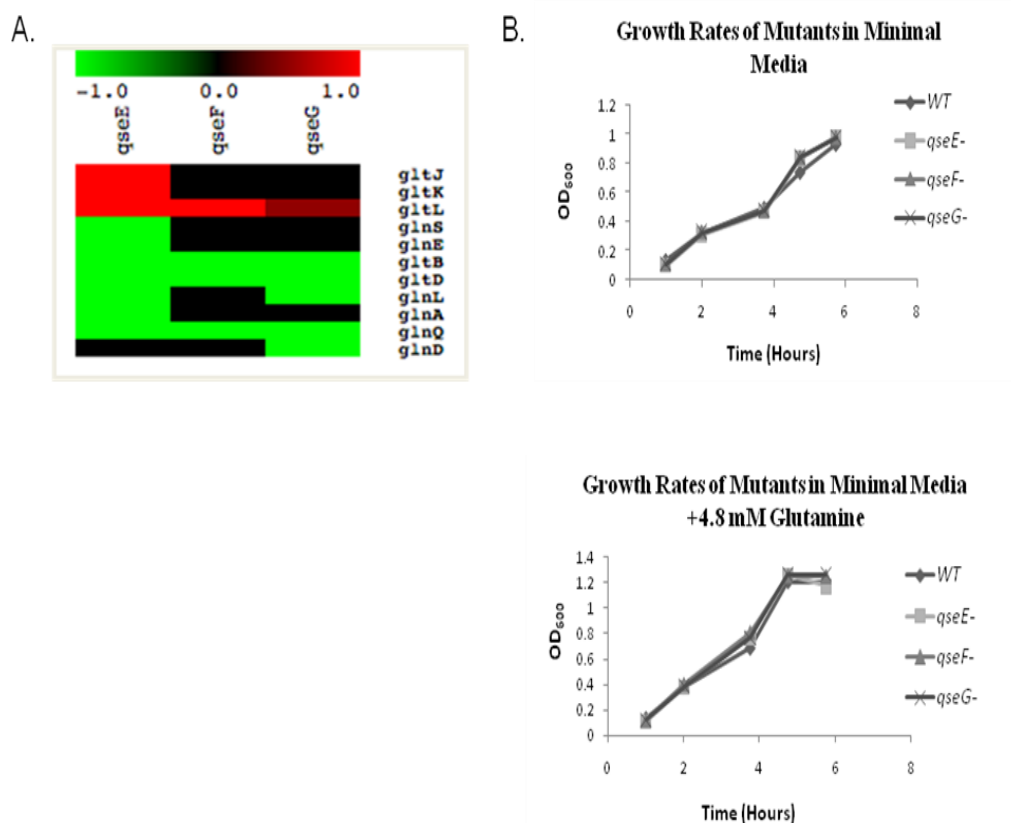 A.
-1.0 0.0 1.0
qseE qseF qseG
gltJ
gltK
gltL
glnS
glnE
gltB
gltD
glnL
glnA
glnQ
glnD
B.
Growth Rates of Mutants in Minimal
Media
1.2
1
0.8
0.6
0.4
0.2
0
OD600
0 2 4 6 8
Time (Hours)
WT
qseE-
qseF-
qseG-
Growth Rates of Mutants in Minimal Media
+4.8 mM Glutamine
1.4
1.2
1
0.8
0.6
0.4
0.2
0
OD600
0 2 4 6 8
Time (Hours)
WT
qseE-
qseF-
qseG-